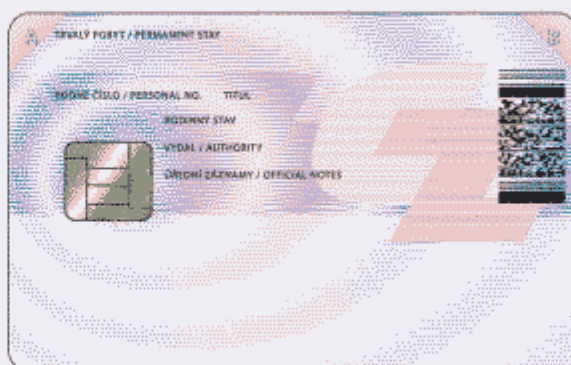 TRVALÝ POBYT / PERMANENT STAY
RODNÉ ČÍSLO / PERSONAL NO. TITUL
RODINNÝ STAV
VYDAL / AUTHORITY
ÚŘEDNÍ ZÁZNAMY / OFFICIAL NOTES